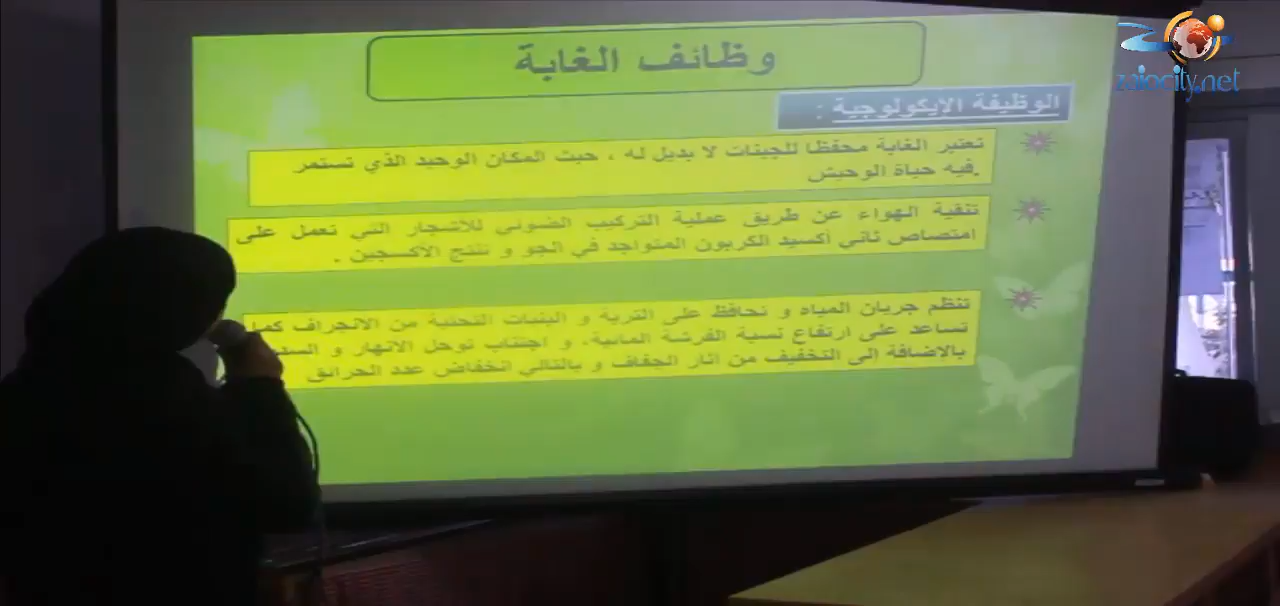 zaiocity.net
وظائف الغابة
الوظيفة الإيكولوجية :
تعتبر الغابة محفظا للجينات لا بديل له ، حيث المكان الوحيد الذي تستمر
فيه حياة الوحيش.
تنقية الهواء عن طريق عملية التركيب الضوئي للأشجار التي تعمل على
امتصاص ثاني أكسيد الكربون المتواجد في الجو و تنتج الأكسجين .
تنظم جريان المياه و تحافظ على التربة و البنيات التحتية من الانجراف كما
تساعد على ارتفاع نسبة الفرشة المائية، و اجتناب توحل الانهار و
بالاضافة إلى التخفيف من آثار الجفاف و بالتالي انخفاض عدد الحرائق